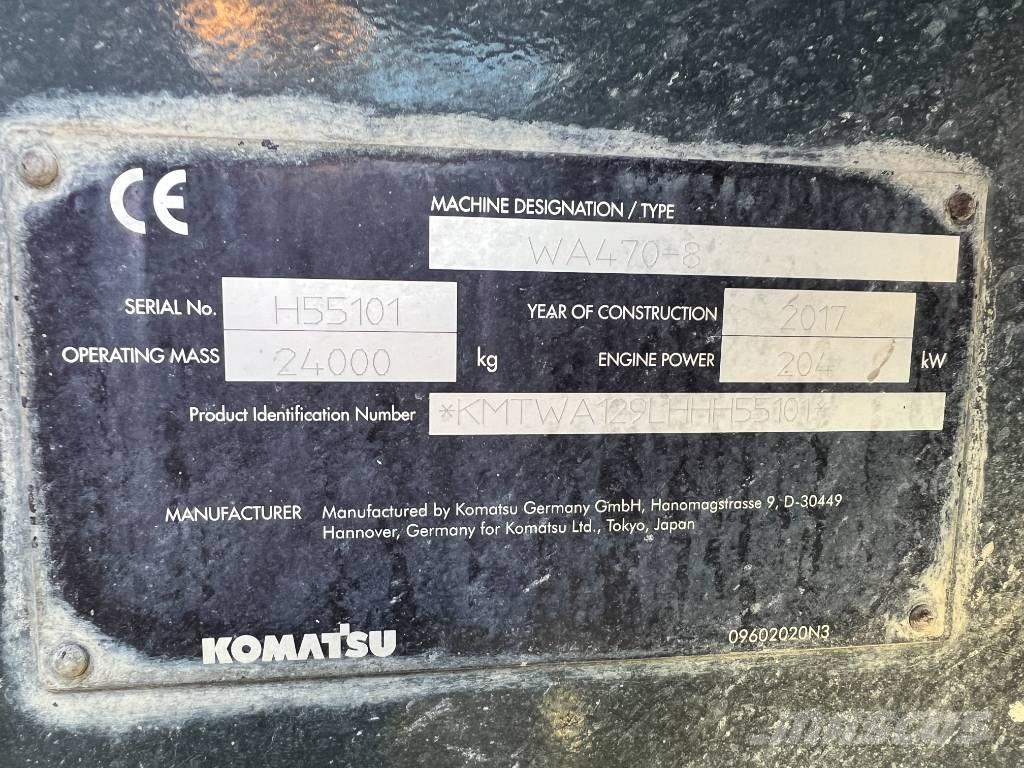 CE
MACHINE DESIGNATION / TYPE
WA470-8
SERIAL No. H55101 YEAR OF CONSTRUCTION 2017
OPERATING MASS 24000 kg ENGINE POWER 204 kW
Product Identification Number *KMTWA129LHHH55101*
MANUFACTURER Manufactured by Komatsu Germany GmbH, Hanomagstrasse 9, D-30449
Hannover, Germany for Komatsu Ltd., Tokyo, Japan
KOMATSU 09602020N3
MASCUS